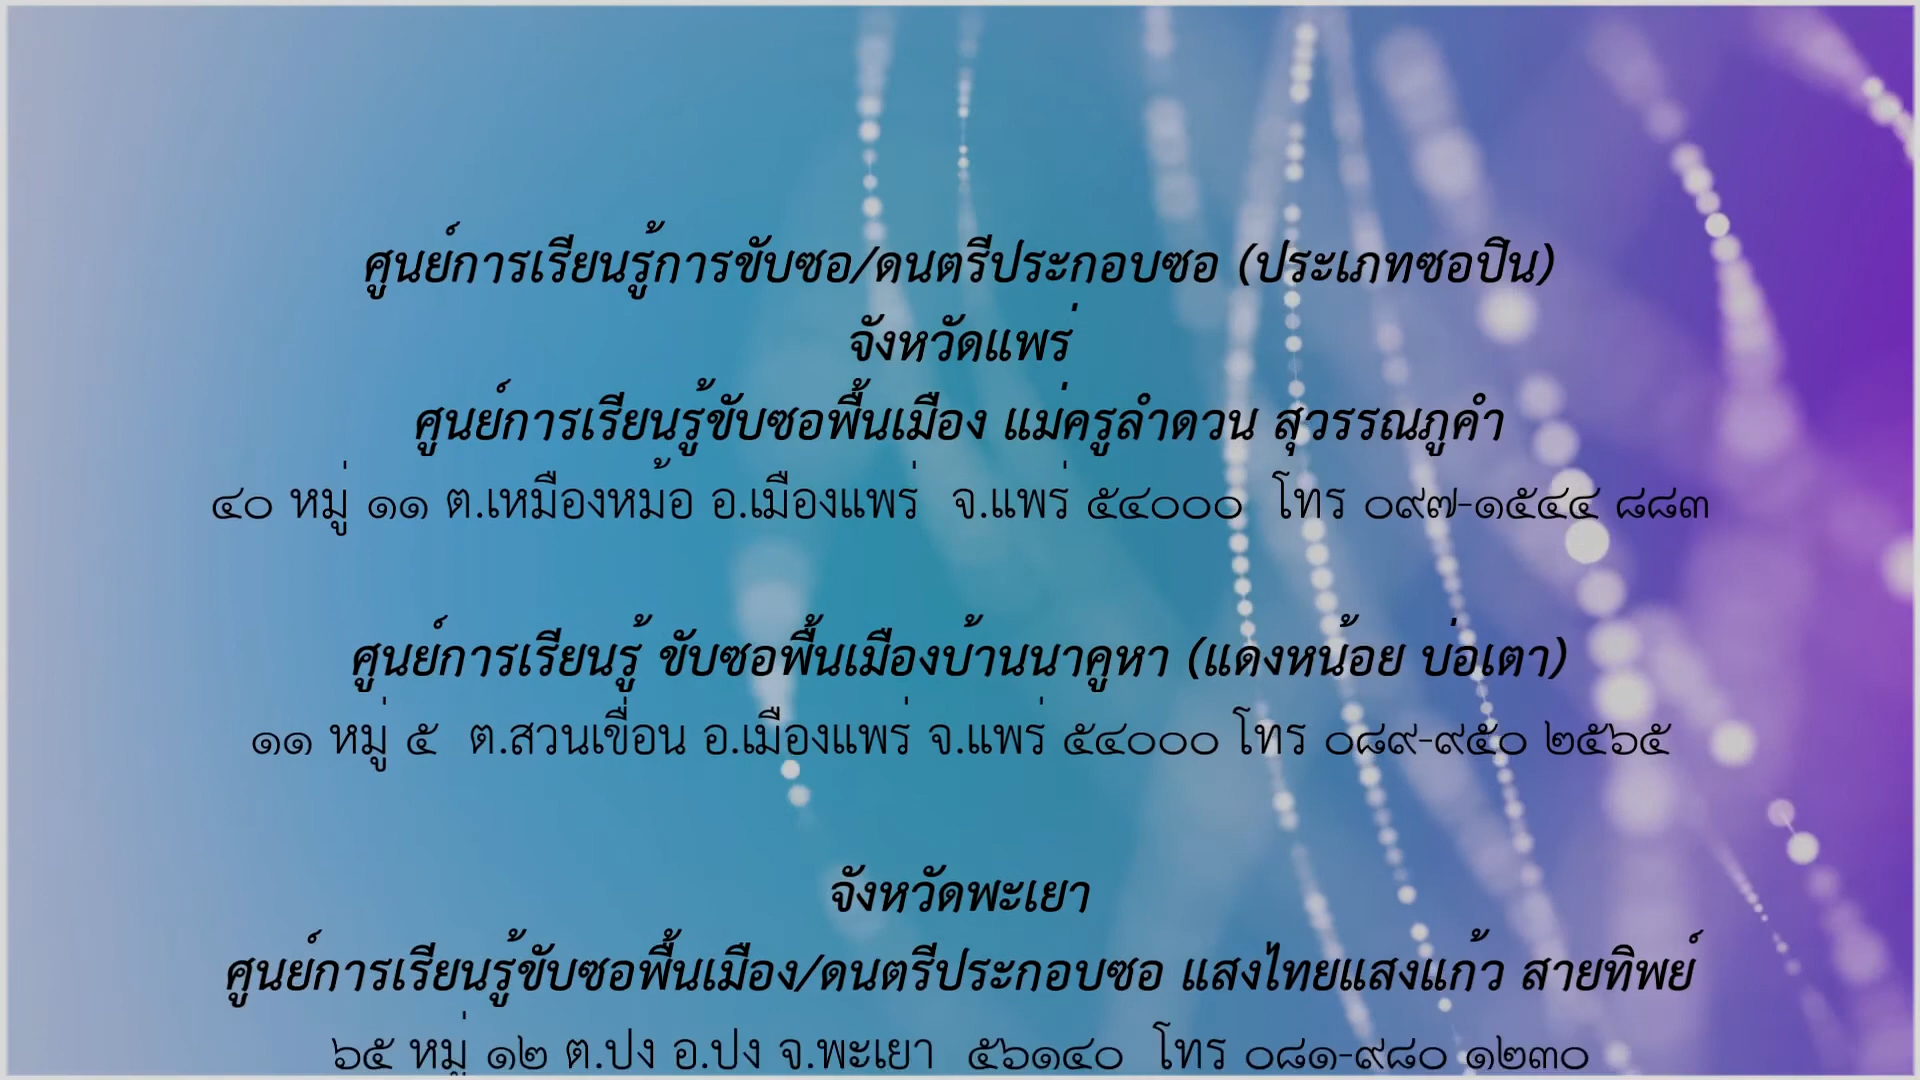 ศูนย์การเรียนรู้การขับซอ/ดนตรีประกอบซอ (ประเภทซอปิน)
จังหวัดแพร่
ศูนย์การเรียนรู้ขับซอพื้นเมือง แม่ครูลำดวน สุวรรณภูคำ
๔๐ หมู่ ๑๑ ต.เหมืองหม้อ อ.เมืองแพร่  จ.แพร่ ๕๔๐๐๐  โทร ๐๙๗-๑๕๔๔ ๘๘๓
ศูนย์การเรียนรู้ ขับซอพื้นเมืองบ้านนาคูหา (แดงหน้อย บ่อเตา)
๑๑ หมู่ ๕  ต.สวนเขื่อน อ.เมืองแพร่ จ.แพร่ ๕๔๐๐๐ โทร ๐๘๙-๙๕๐ ๒๕๖๕
จังหวัดพะเยา
ศูนย์การเรียนรู้ขับซอพื้นเมือง/ดนตรีประกอบซอ แสงไทยแสงแก้ว สายทิพย์
๖๕ หมู่ ๑๒ ต.ปง อ.ปง จ.พะเยา  ๕๖๑๔๐  โทร ๐๘๑-๙๘๐ ๑๒๓๐